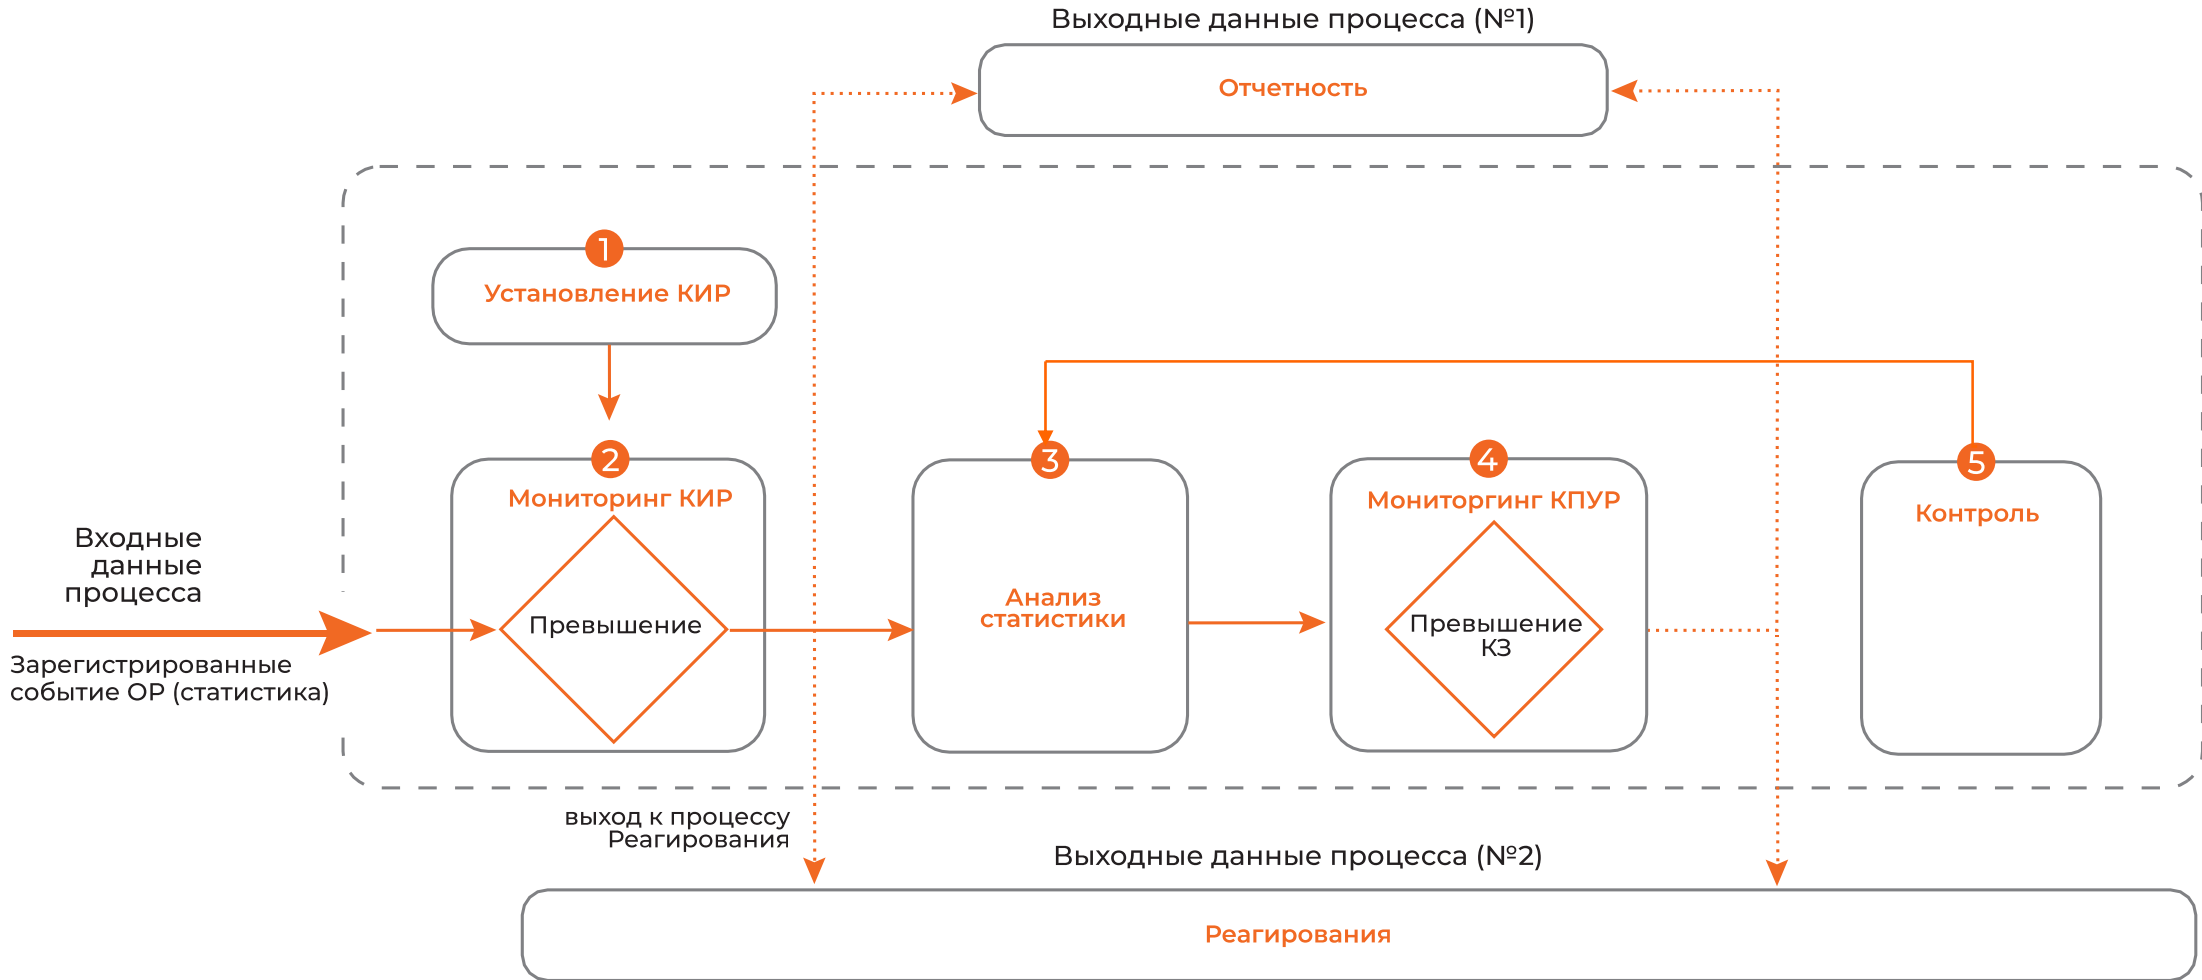 Выходные данные процесса (№1)
Отчетность
1
Установление КИР
2
Мониторинг КИР
Превышение
3
Анализ
статистики
4
Мониторгинг КПУР
Превышение
КЗ
5
Контроль
Входные
данные
процесса
Зарегистрированные
событие ОР (статистика)
выход к процессу
Реагирования
Выходные данные процесса (№2)
Реагирования